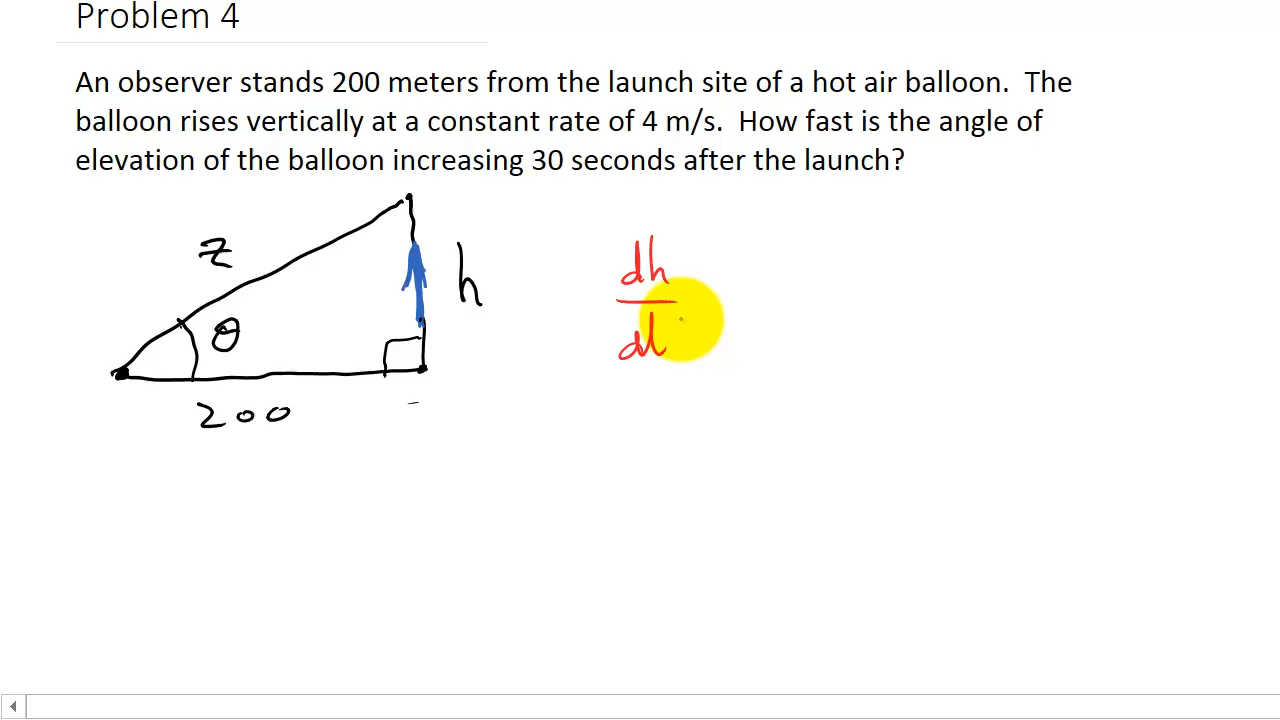 Problem 4
An observer stands 200 meters from the launch site of a hot air balloon. The
balloon rises vertically at a constant rate of 4 m/s. How fast is the angle of
elevation of the balloon increasing 30 seconds after the launch?
z
h
θ
200
dh
d